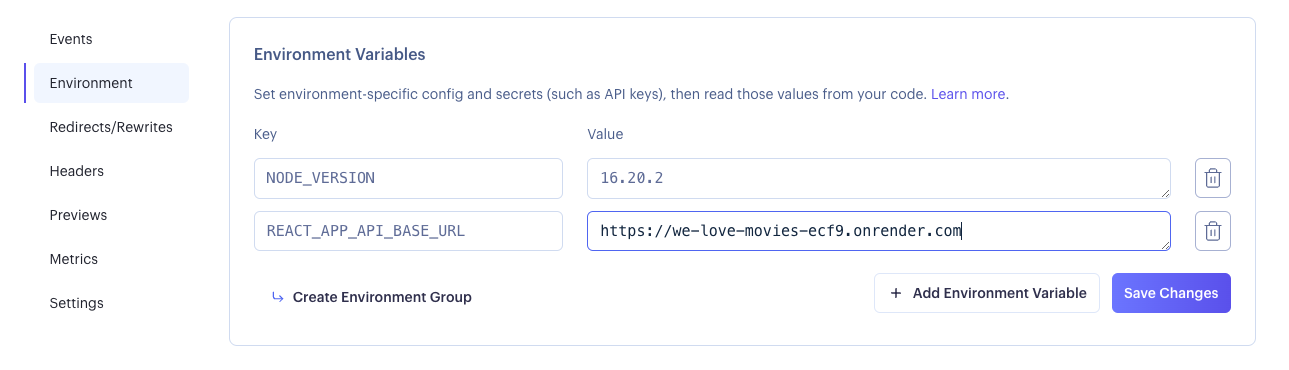 Events
Environment
Redirects/Rewrites
Headers
Previews
Metrics
Settings
Environment Variables
Set environment-specific config and secrets (such as API keys), then read those values from your code. Learn more.
Key Value
NODE_VERSION 16.20.2
REACT_APP_API_BASE_URL https://we-love-movies-ecf9.onrender.com
Create Environment Group + Add Environment Variable Save Changes